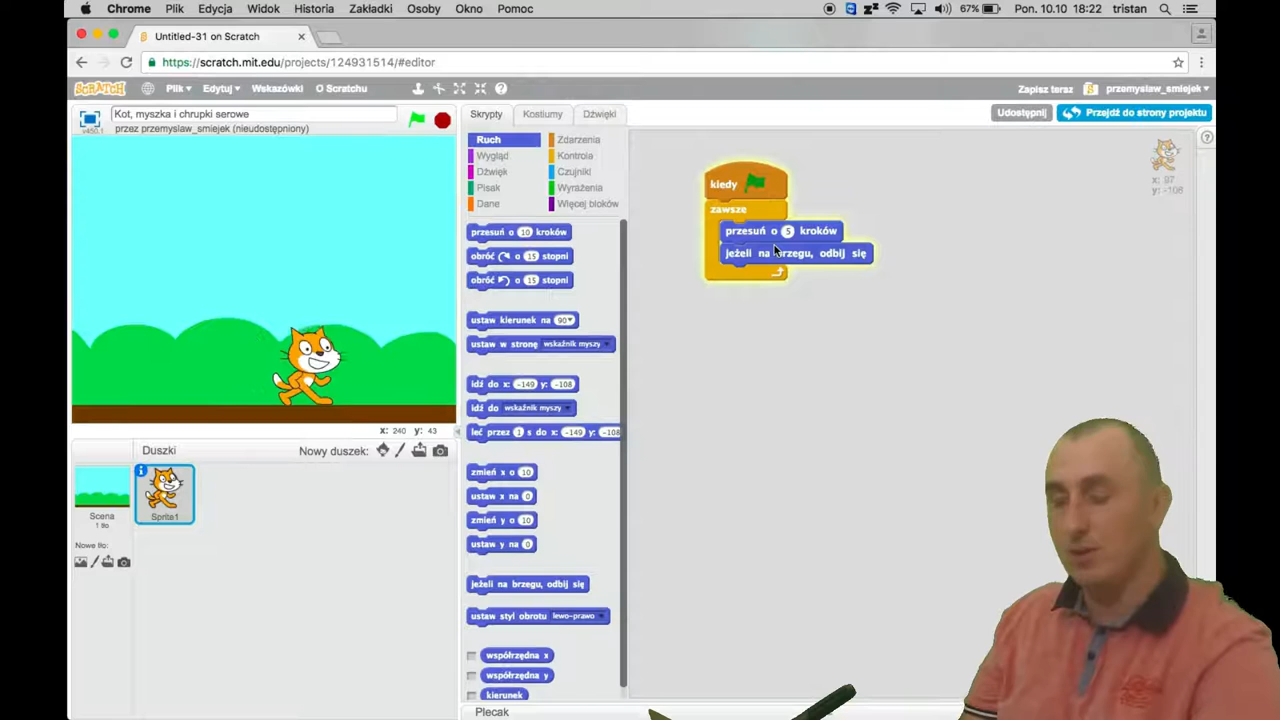 Chrome Plik Edycja Widok Historia Zakładki Osoby Okno Pomoc 67% Pon. 10.10 18:22 tristan
Untitled-31 on Scratch
https://scratch.mit.edu/projects/124931514/#editor
SCRATCH Plik Edytuj Wskazówki O Scratchu Zapisz teraz przemyslaw_smiejek
Kot, myszka i chrupki serowe
przez przemyslaw_smiejek (nieudostępniony)
v450.1
Skrypty Kostiumy Dźwięki
Udostępnij Przejdź do strony projektu
Ruch Zdarzenia
Wygląd Kontrola
Dźwięk Czujniki
Pisak Wyrażenia
Dane Więcej bloków
przesuń o 10 kroków
obróć o 15 stopni
obróć o 15 stopni
ustaw kierunek na 90
ustaw w stronę wskaźnik myszy
idź do x: -149 y: -108
idź do wskaźnik myszy
leć przez 1 s do x: -149 y: -108
zmień x o 10
ustaw x na 0
zmień y o 10
ustaw y na 0
jeżeli na brzegu, odbij się
ustaw styl obrotu lewo-prawo
współrzędna x
współrzędna y
kierunek
kiedy
zawsze
przesuń o 5 kroków
jeżeli na brzegu, odbij się
x: 97
y: -108
x: 240 y: 43
Duszki Nowy duszek:
Scena
1 tło
Nowe tło:
Sprite1
Plecak